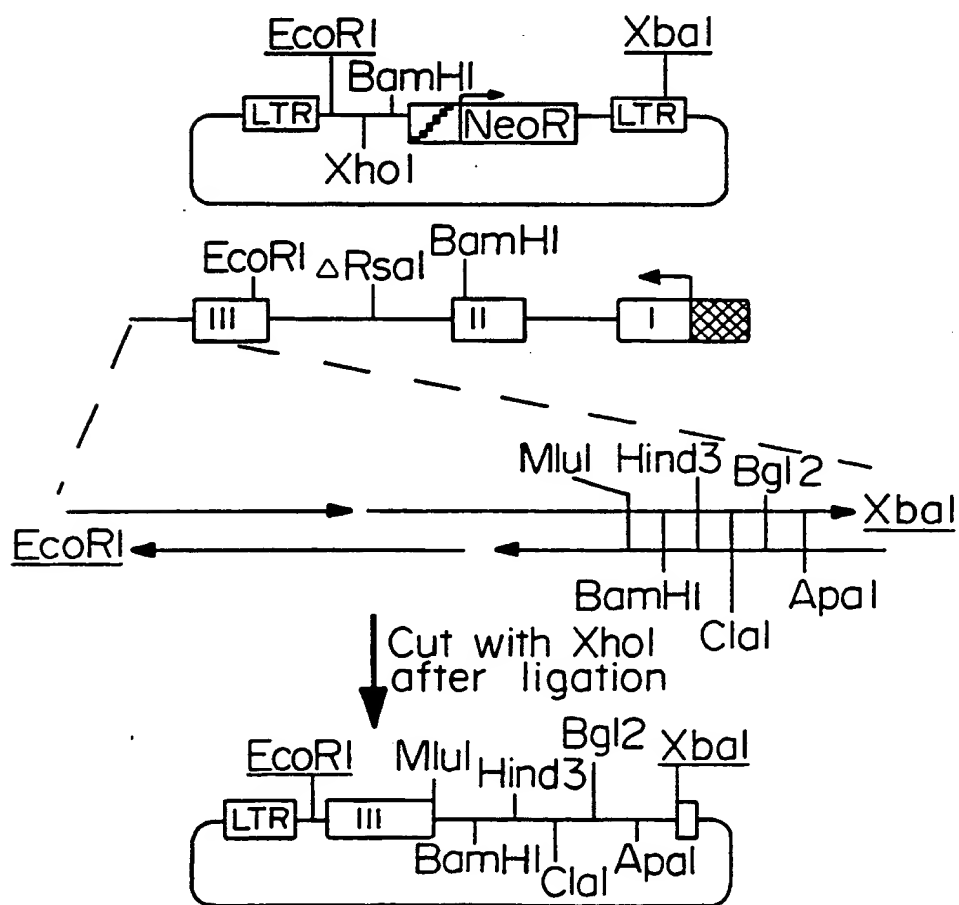 EcoRI
XbaI
BamHI
LTR
NeoR
LTR
XhoI
EcoRI
△RsaI
BamHI
III
II
I
MluI Hind3 Bgl2
XbaI
EcoRI
BamHI
ApaI
ClaI
Cut with XhoI
after ligation
EcoRI
MluI
Hind3
Bgl2
XbaI
LTR
III
BamHI
ClaI
ApaI